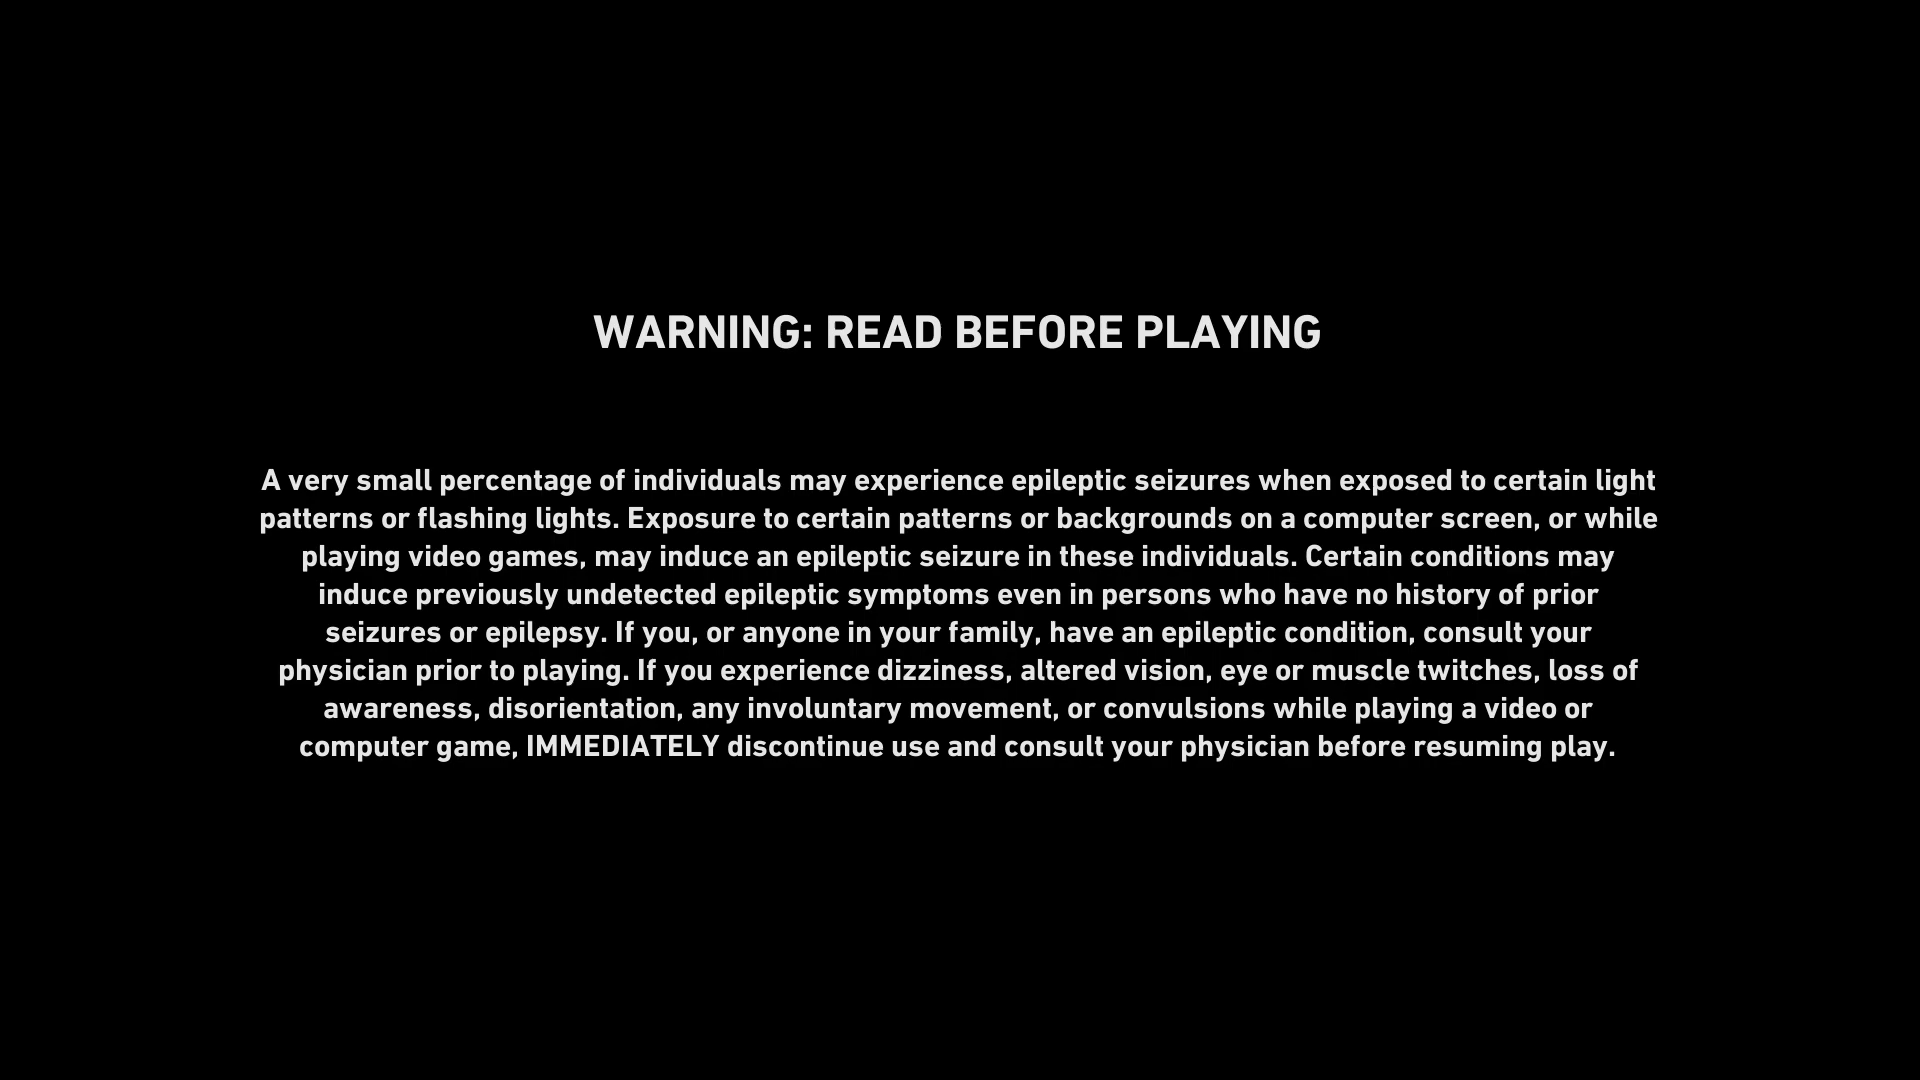 WARNING: READ BEFORE PLAYING
A very small percentage of individuals may experience epileptic seizures when exposed to certain light
patterns or flashing lights. Exposure to certain patterns or backgrounds on a computer screen, or while
playing video games, may induce an epileptic seizure in these individuals. Certain conditions may
induce previously undetected epileptic symptoms even in persons who have no history of prior
seizures or epilepsy. If you, or anyone in your family, have an epileptic condition, consult your
physician prior to playing. If you experience dizziness, altered vision, eye or muscle twitches, loss of
awareness, disorientation, any involuntary movement, or convulsions while playing a video or
computer game, IMMEDIATELY discontinue use and consult your physician before resuming play.